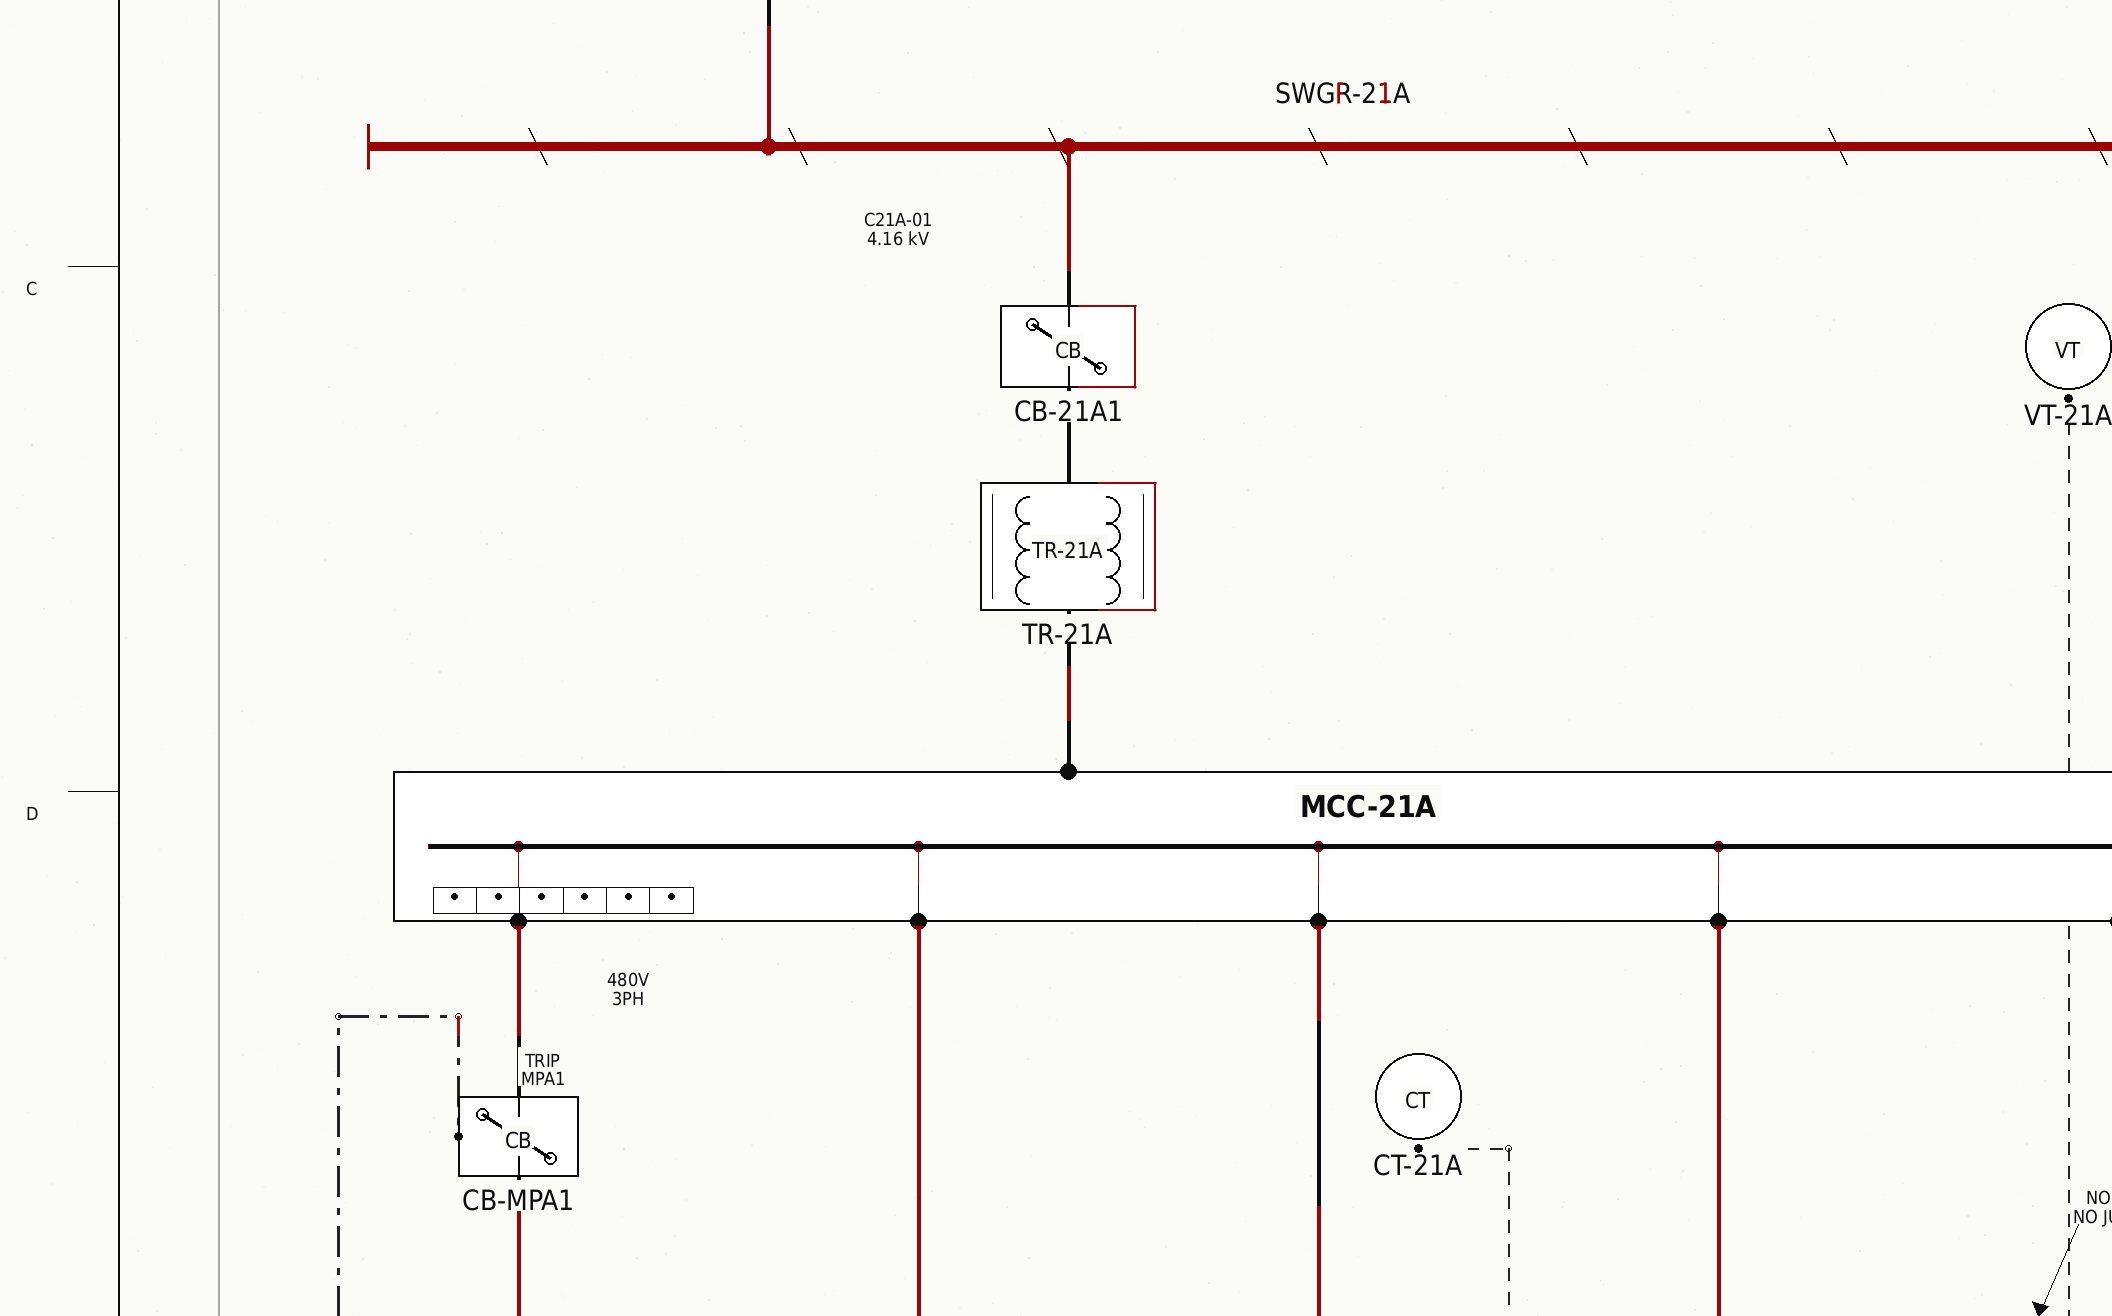 SWGR-21A
C21A-01
4.16 kV
C
CB
VT
CB-21A1
VT-21A
TR-21A
TR-21A
MCC-21A
D
480V
3PH
TRIP
MPA1
CB
CT
CB-MPA1
CT-21A
NO
NO